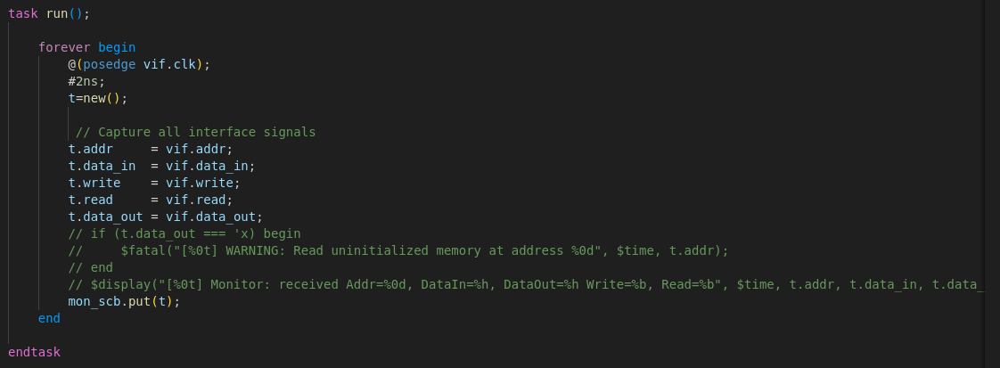 task run();
forever begin
@(posedge vif.clk);
#2ns;
t=new();
// Capture all interface signals
t.addr     = vif.addr;
t.data_in  = vif.data_in;
t.write    = vif.write;
t.read     = vif.read;
t.data_out = vif.data_out;
// if (t.data_out === 'x) begin
//     $fatal("[%0t] WARNING: Read uninitialized memory at address %0d", $time, t.addr);
// end
// $display("[%0t] Monitor: received Addr=%0d, DataIn=%h, DataOut=%h Write=%b, Read=%b", $time, t.addr, t.data_in, t.data_
mon_scb.put(t);
end
endtask